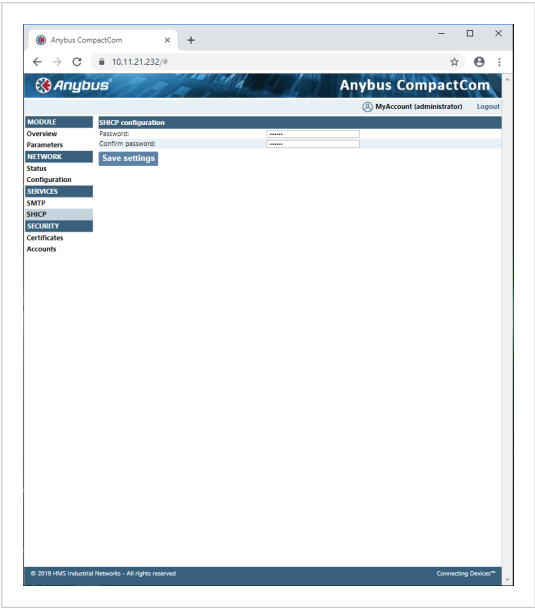 Anybus CompactCom
10.11.21.232/#
Anybus
Anybus CompactCom
MyAccount (administrator) Logout
MODULE
Overview
Parameters
NETWORK
Status
Configuration
SERVICES
SMTP
SHICP
SECURITY
Certificates
Accounts
SHICP configuration
Password: ••••••
Confirm password: ••••••
Save settings
© 2019 HMS Industrial Networks - All rights reserved
Connecting Devices™